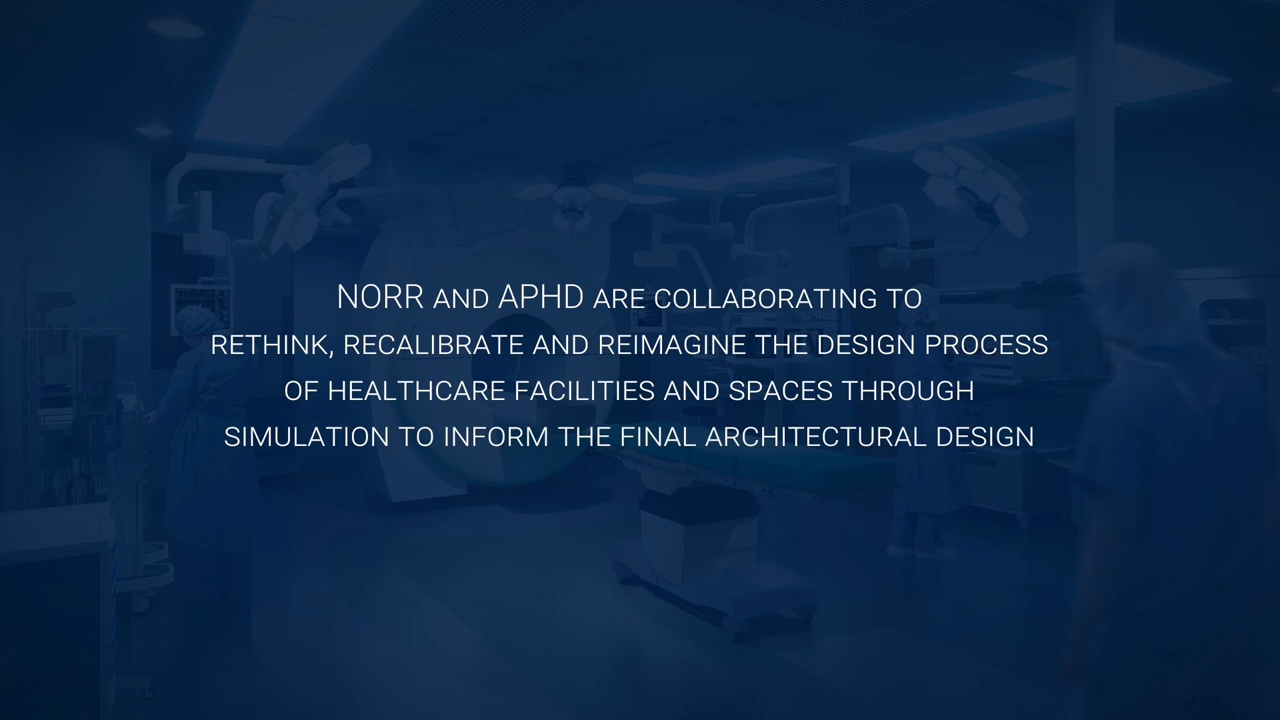 NORR AND APHD ARE COLLABORATING TO
RETHINK, RECALIBRATE AND REIMAGINE THE DESIGN PROCESS
OF HEALTHCARE FACILITIES AND SPACES THROUGH
SIMULATION TO INFORM THE FINAL ARCHITECTURAL DESIGN